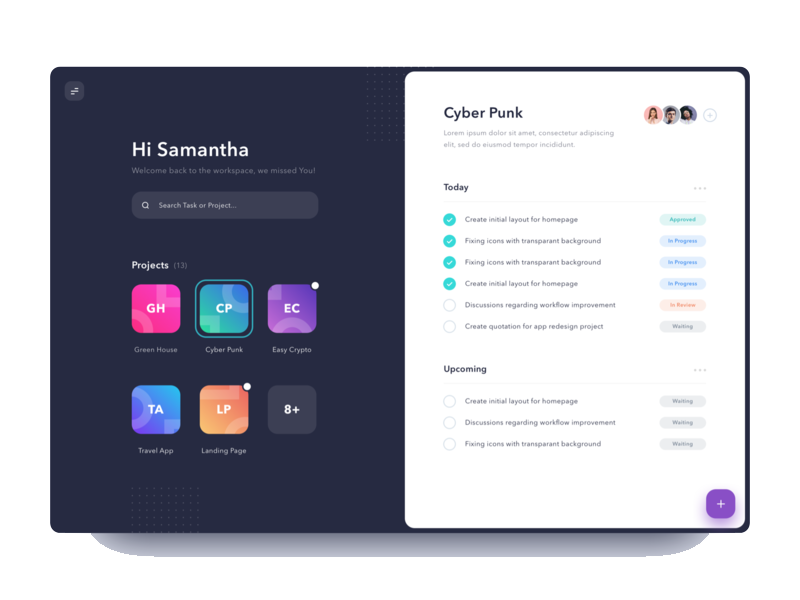 Hi Samantha
Welcome back to the workspace, we missed You!
Search Task or Project...
Projects (13)
GH
CP
EC
Green House
Cyber Punk
Easy Crypto
TA
LP
8+
Travel App
Landing Page
Cyber Punk
Lorem ipsum dolor sit amet, consectetur adipiscing
elit, sed do eiusmod tempor incididunt.
Today
Create initial layout for homepage Approved
Fixing icons with transparant background In Progress
Fixing icons with transparant background In Progress
Create initial layout for homepage In Progress
Discussions regarding workflow improvement In Review
Create quotation for app redesign project Waiting
Upcoming
Create initial layout for homepage Waiting
Discussions regarding workflow improvement Waiting
Fixing icons with transparant background Waiting